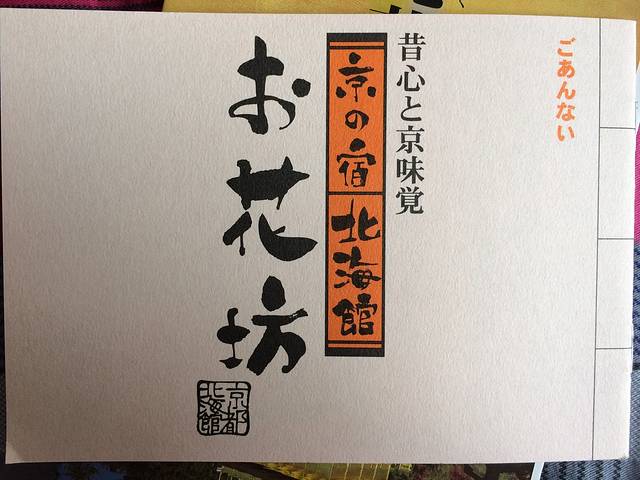 ごあんない
昔心と京味覚
京の宿 北海館
お花坊
京都
北海館